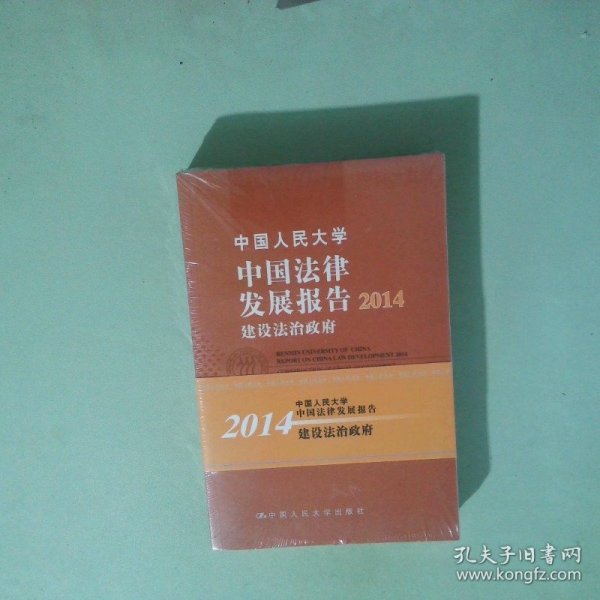 中国人民大学
中国法律
发展报告 2014
建设法治政府
RENMIN UNIVERSITY OF CHINA
REPORT ON CHINA LAW DEVELOPMENT 2014
中国人民大学
中国法律发展报告
2014
建设法治政府
中国人民大学出版社
孔夫子旧书网
www.kongfz.com